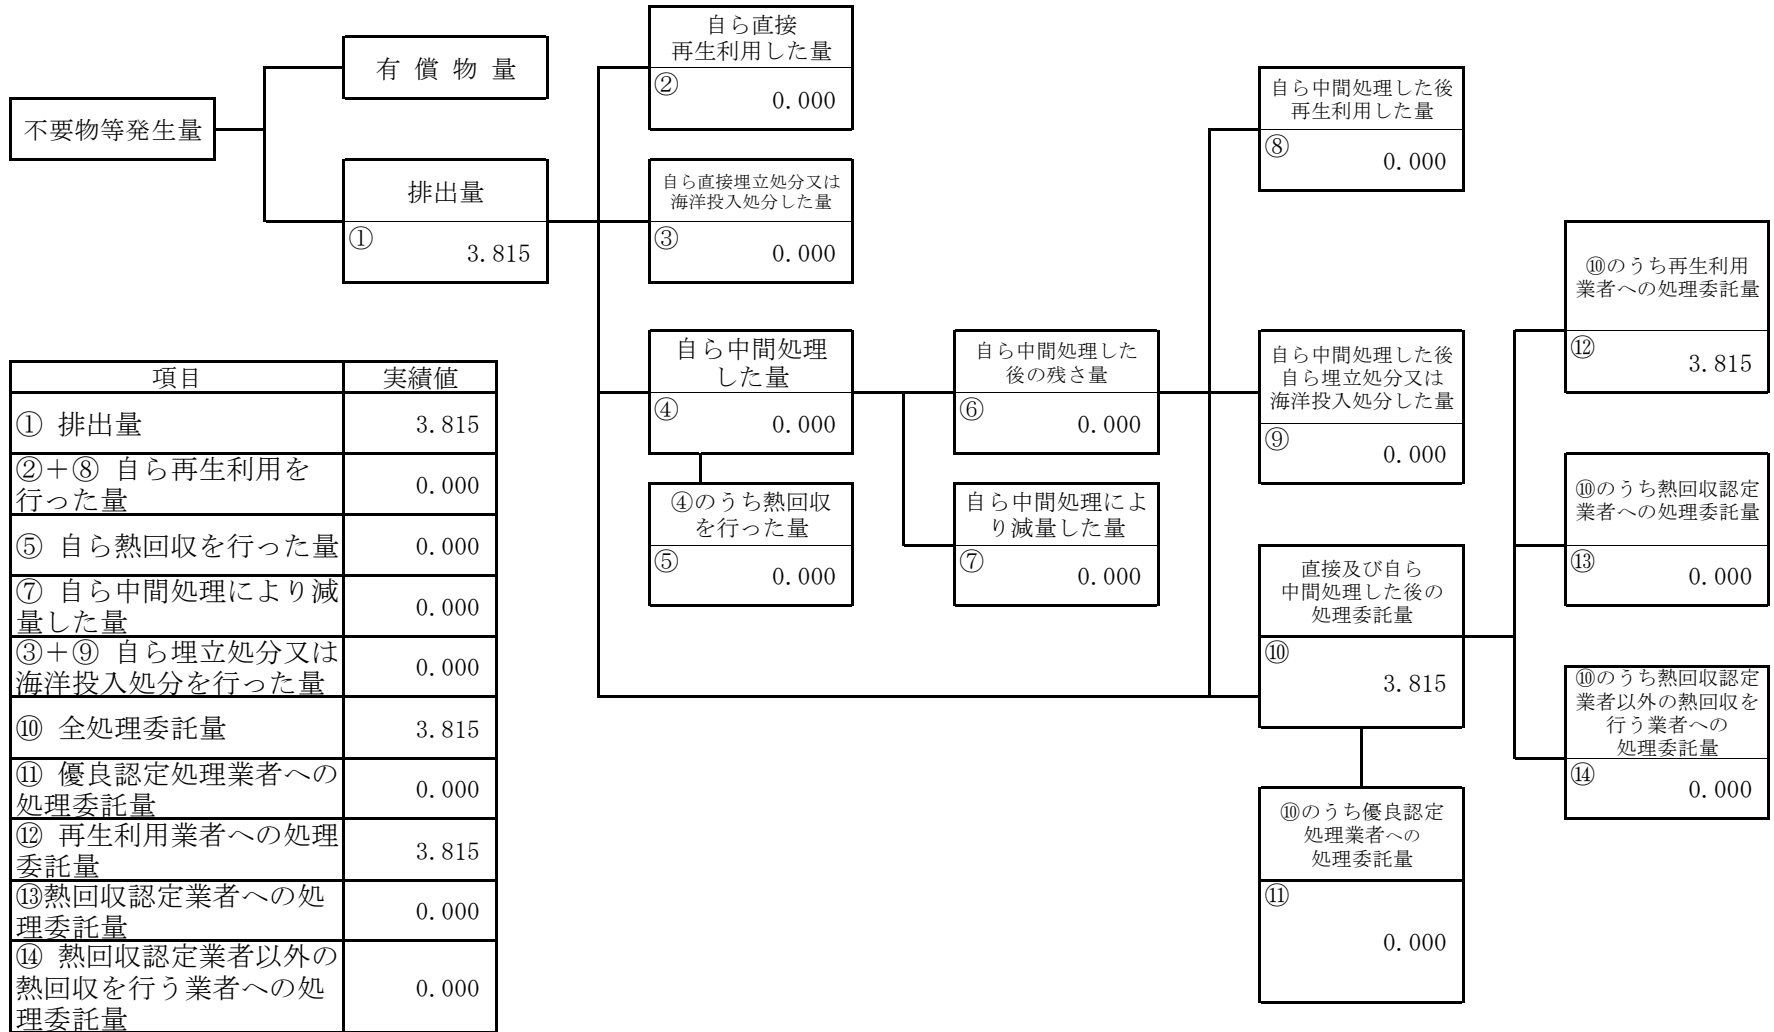 不要物等発生量
有 償 物 量
排出量
①
3.815
自ら直接
再生利用した量
②
0.000
自ら直接埋立処分又は
海洋投入処分した量
③
0.000
自ら中間処理
した量
④
0.000
④のうち熱回収
を行った量
⑤
0.000
自ら中間処理した
後の残さ量
⑥
0.000
自ら中間処理によ
り減量した量
⑦
0.000
自ら中間処理した後
再生利用した量
⑧
0.000
自ら中間処理した後
自ら埋立処分又は
海洋投入処分した量
⑨
0.000
直接及び自ら
中間処理した後の
処理委託量
⑩
3.815
⑩のうち優良認定
処理業者への
処理委託量
⑪
0.000
⑩のうち再生利用
業者への処理委託量
⑫
3.815
⑩のうち熱回収認定
業者への処理委託量
⑬
0.000
⑩のうち熱回収認定
業者以外の熱回収を
行う業者への
処理委託量
⑭
0.000
項目 実績値
① 排出量 3.815
②+⑧ 自ら再生利用を
行った量 0.000
⑤ 自ら熱回収を行った量 0.000
⑦ 自ら中間処理により減
量した量 0.000
③+⑨ 自ら埋立処分又は
海洋投入処分を行った量 0.000
⑩ 全処理委託量 3.815
⑪ 優良認定処理業者への
処理委託量 0.000
⑫ 再生利用業者への処理
委託量 3.815
⑬熱回収認定業者への処
理委託量 0.000
⑭ 熱回収認定業者以外の
熱回収を行う業者への処
理委託量 0.000